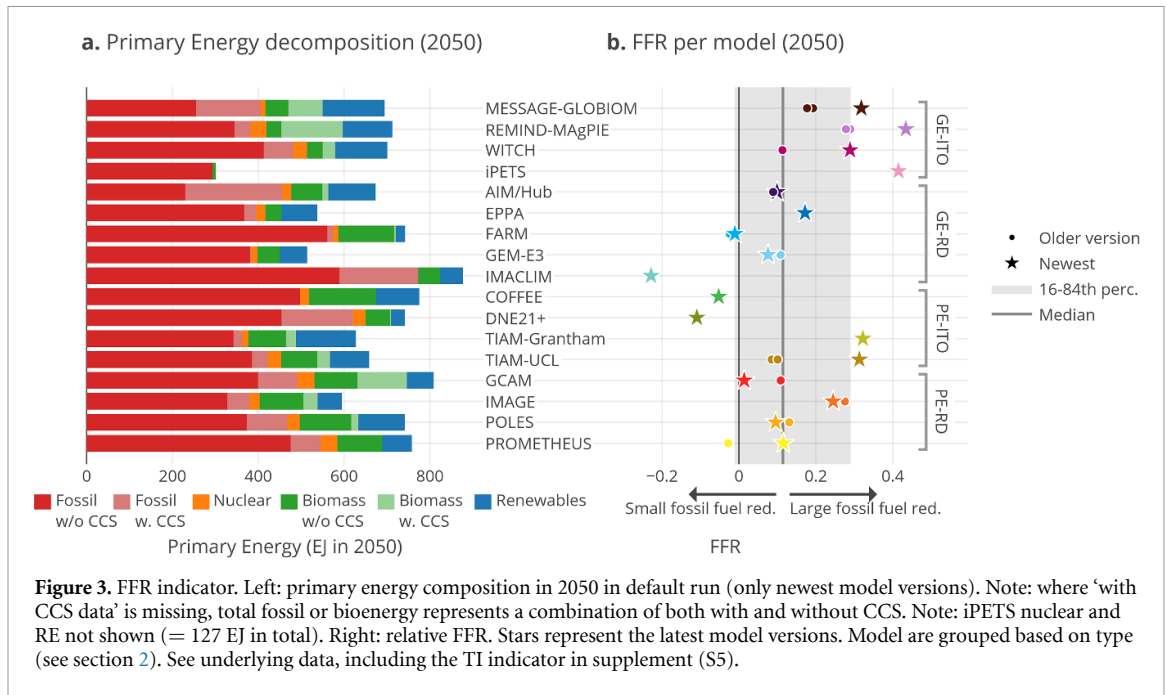 a. Primary Energy decomposition (2050)
b. FFR per model (2050)
MESSAGE-GLOBIOM
REMIND-MAgPIE
WITCH
iPETS
AIM/Hub
EPPA
FARM
GEM-E3
IMACLIM
COFFEE
DNE21+
TIAM-Grantham
TIAM-UCL
GCAM
IMAGE
POLES
PROMETHEUS
GE-ITO
GE-RD
PE-ITO
PE-RD
Older version
Newest
16-84th perc.
Median
0 200 400 600 800
−0.2 0 0.2 0.4
Fossil w/o CCS
Fossil w. CCS
Nuclear
Biomass w/o CCS
Biomass w. CCS
Renewables
Small fossil fuel red. Large fossil fuel red.
Primary Energy (EJ in 2050)
FFR
Figure 3. FFR indicator. Left: primary energy composition in 2050 in default run (only newest model versions). Note: where ‘with
CCS data’ is missing, total fossil or bioenergy represents a combination of both with and without CCS. Note: iPETS nuclear and
RE not shown (= 127 EJ in total). Right: relative FFR. Stars represent the latest model versions. Model are grouped based on type
(see section 2). See underlying data, including the TI indicator in supplement (S5).